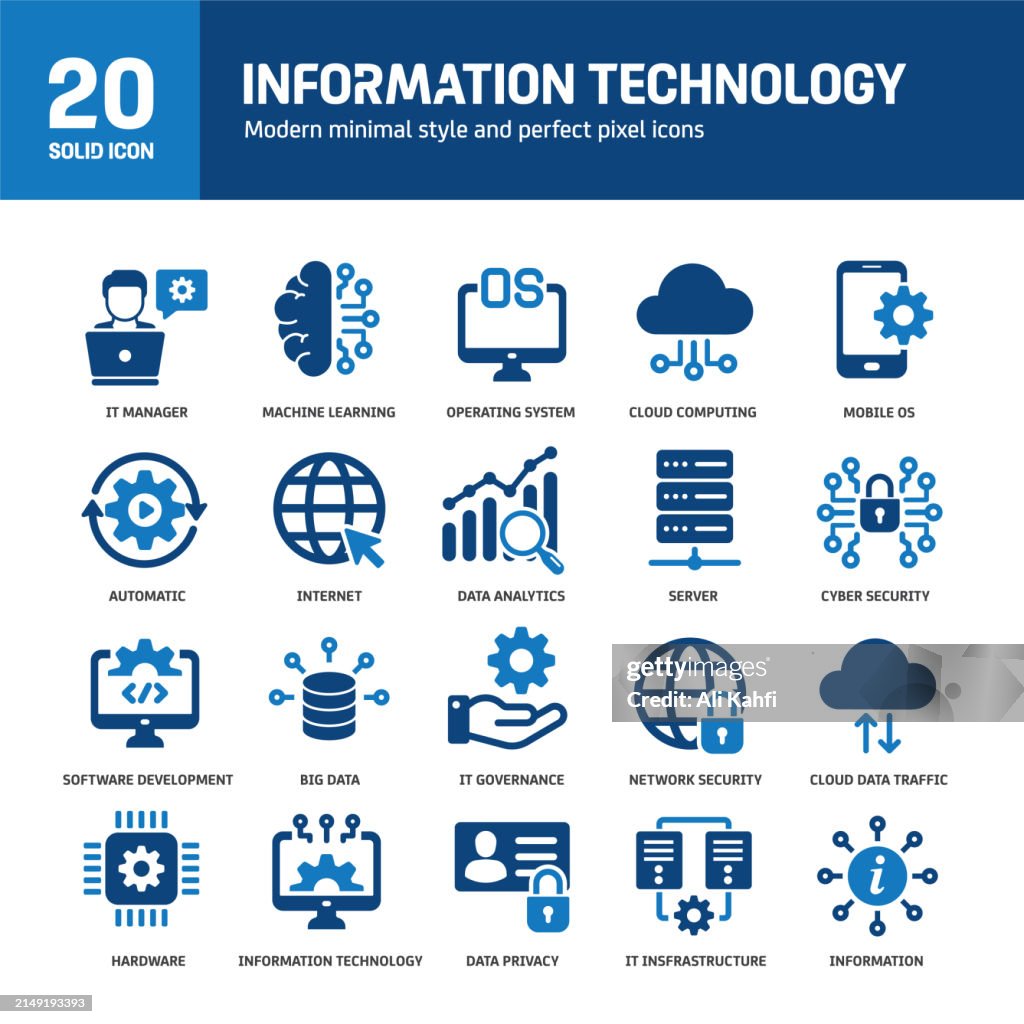 20
SOLID ICON
INFORMATION TECHNOLOGY
Modern minimal style and perfect pixel icons
OS
IT MANAGER
MACHINE LEARNING
OPERATING SYSTEM
CLOUD COMPUTING
MOBILE OS
AUTOMATIC
INTERNET
DATA ANALYTICS
SERVER
CYBER SECURITY
</>
gettyimages®
Ali Kahfi
SOFTWARE DEVELOPMENT
BIG DATA
IT GOVERNANCE
NETWORK SECURITY
CLOUD DATA TRAFFIC
i
HARDWARE
INFORMATION TECHNOLOGY
DATA PRIVACY
IT INSFRASTRUCTURE
INFORMATION
2149193393